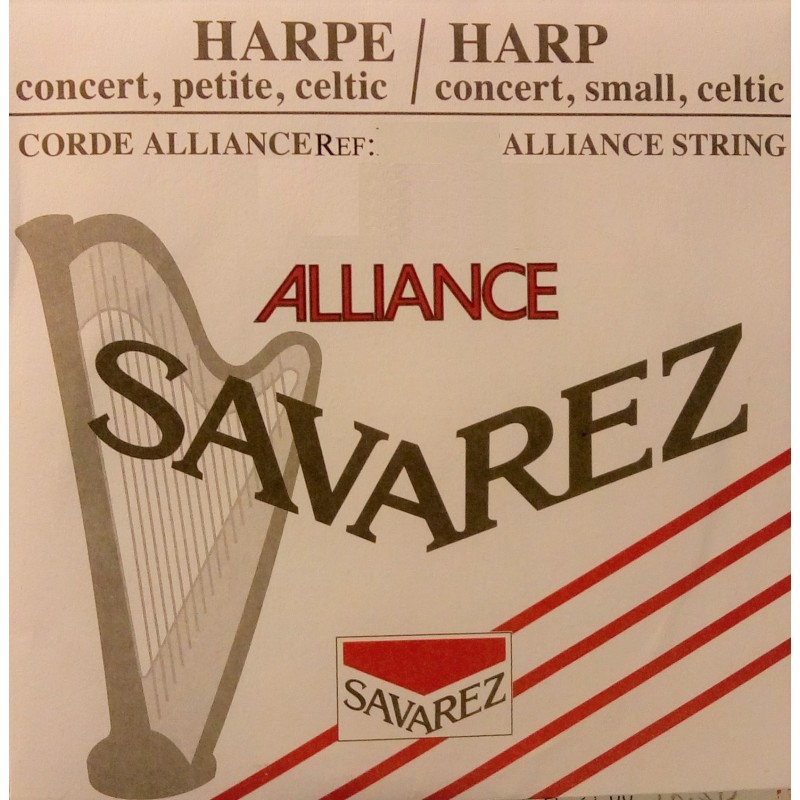 HARPE / HARP
concert, petite, celtic / concert, small, celtic
CORDE ALLIANCE REF: ALLIANCE STRING
ALLIANCE
SAVAREZ
SAVAREZ